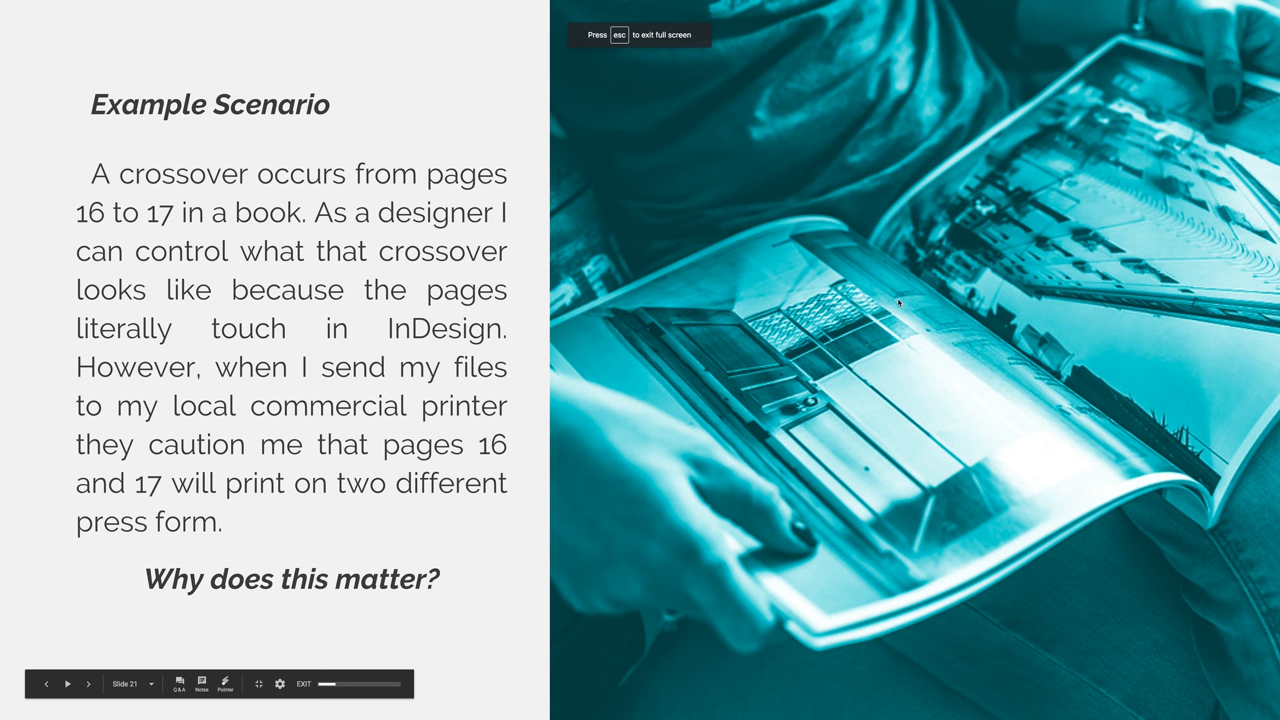 Press esc to exit full screen
Example Scenario
A crossover occurs from pages
16 to 17 in a book. As a designer I
can control what that crossover
looks like because the pages
literally touch in InDesign.
However, when I send my files
to my local commercial printer
they caution me that pages 16
and 17 will print on two different
press form.
Why does this matter?
Slide 21
Q&A
Notes
Pointer
EXIT